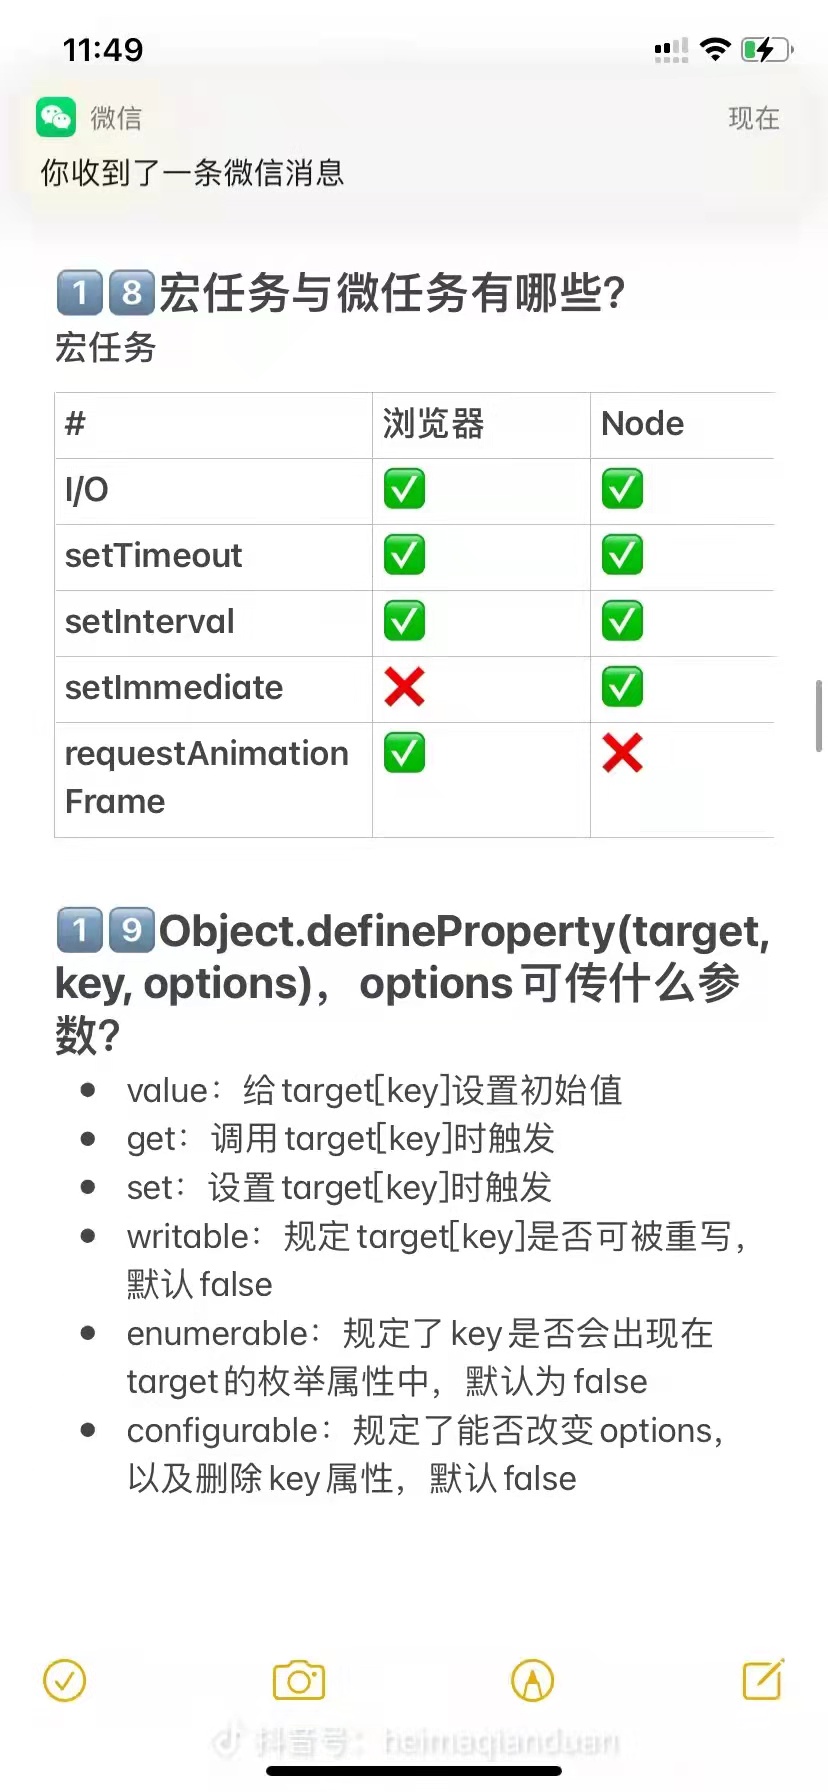 11:49
微信
现在
你收到了一条微信消息
1️⃣8️⃣宏任务与微任务有哪些?
宏任务
# 浏览器 Node
I/O ✅ ✅
setTimeout ✅ ✅
setInterval ✅ ✅
setImmediate ❌ ✅
requestAnimation ✅ ❌
Frame
1️⃣9️⃣Object.defineProperty(target,
key, options)，options可传什么参
数?
• value：给target[key]设置初始值
• get：调用target[key]时触发
• set：设置target[key]时触发
• writable：规定target[key]是否可被重写，
默认false
• enumerable：规定了key是否会出现在
target的枚举属性中，默认为false
• configurable：规定了能否改变options，
以及删除key属性，默认false
抖音号：heimaqianduan